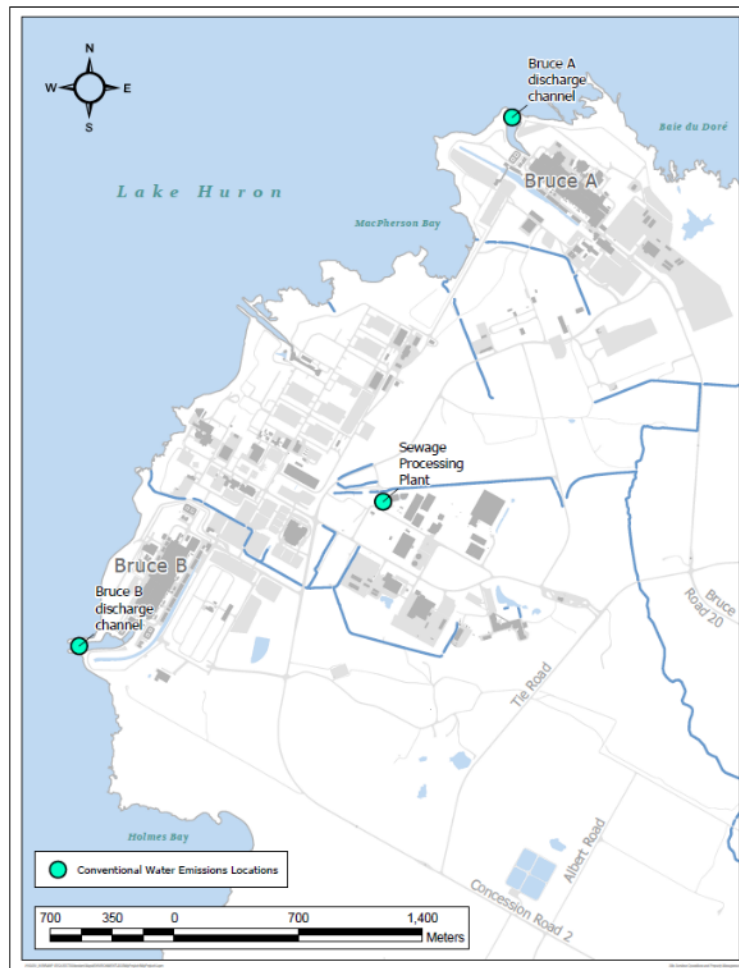 N
W
E
S
Bruce A
discharge
channel
Baie du Doré
Bruce A
Lake Huron
MacPherson Bay
Sewage
Processing
Plant
Bruce B
Bruce B
discharge
channel
Bruce
Road 20
Tie Road
Holmes Bay
Albert Road
Concession Road 2
Conventional Water Emissions Locations
700 350 0 700 1,400
Meters